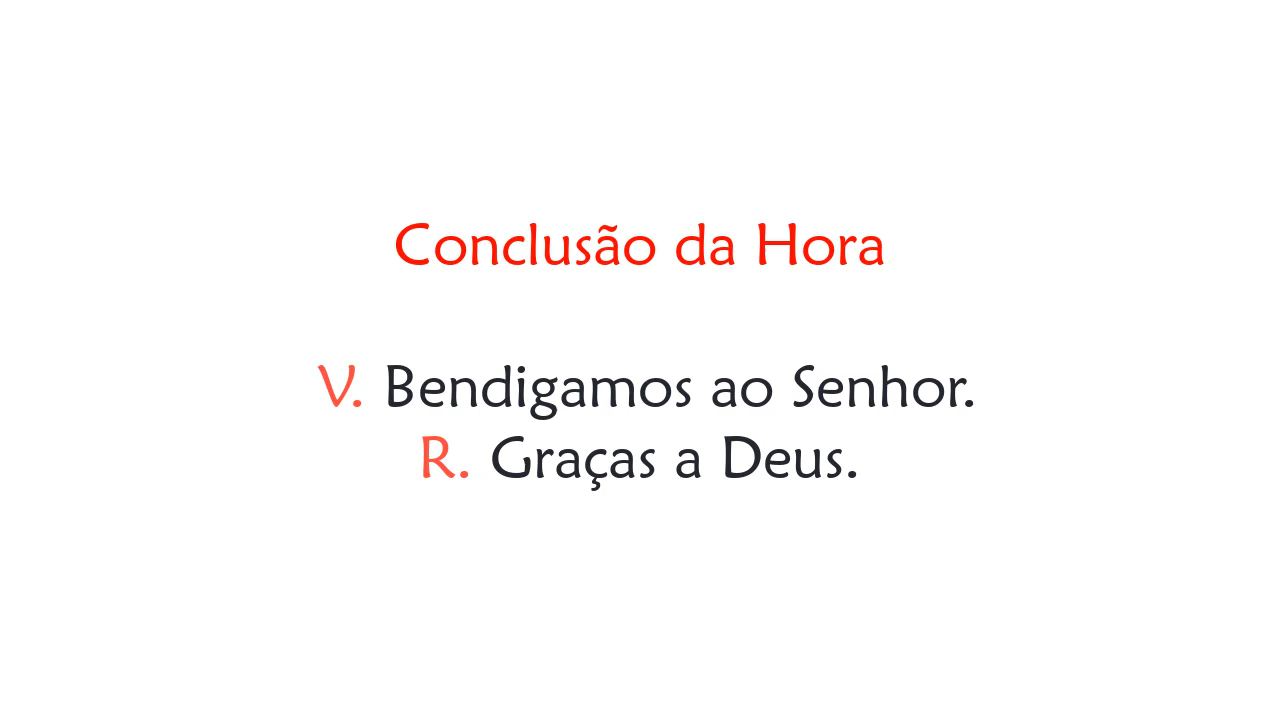 Conclusão da Hora
V. Bendigamos ao Senhor.
R. Graças a Deus.